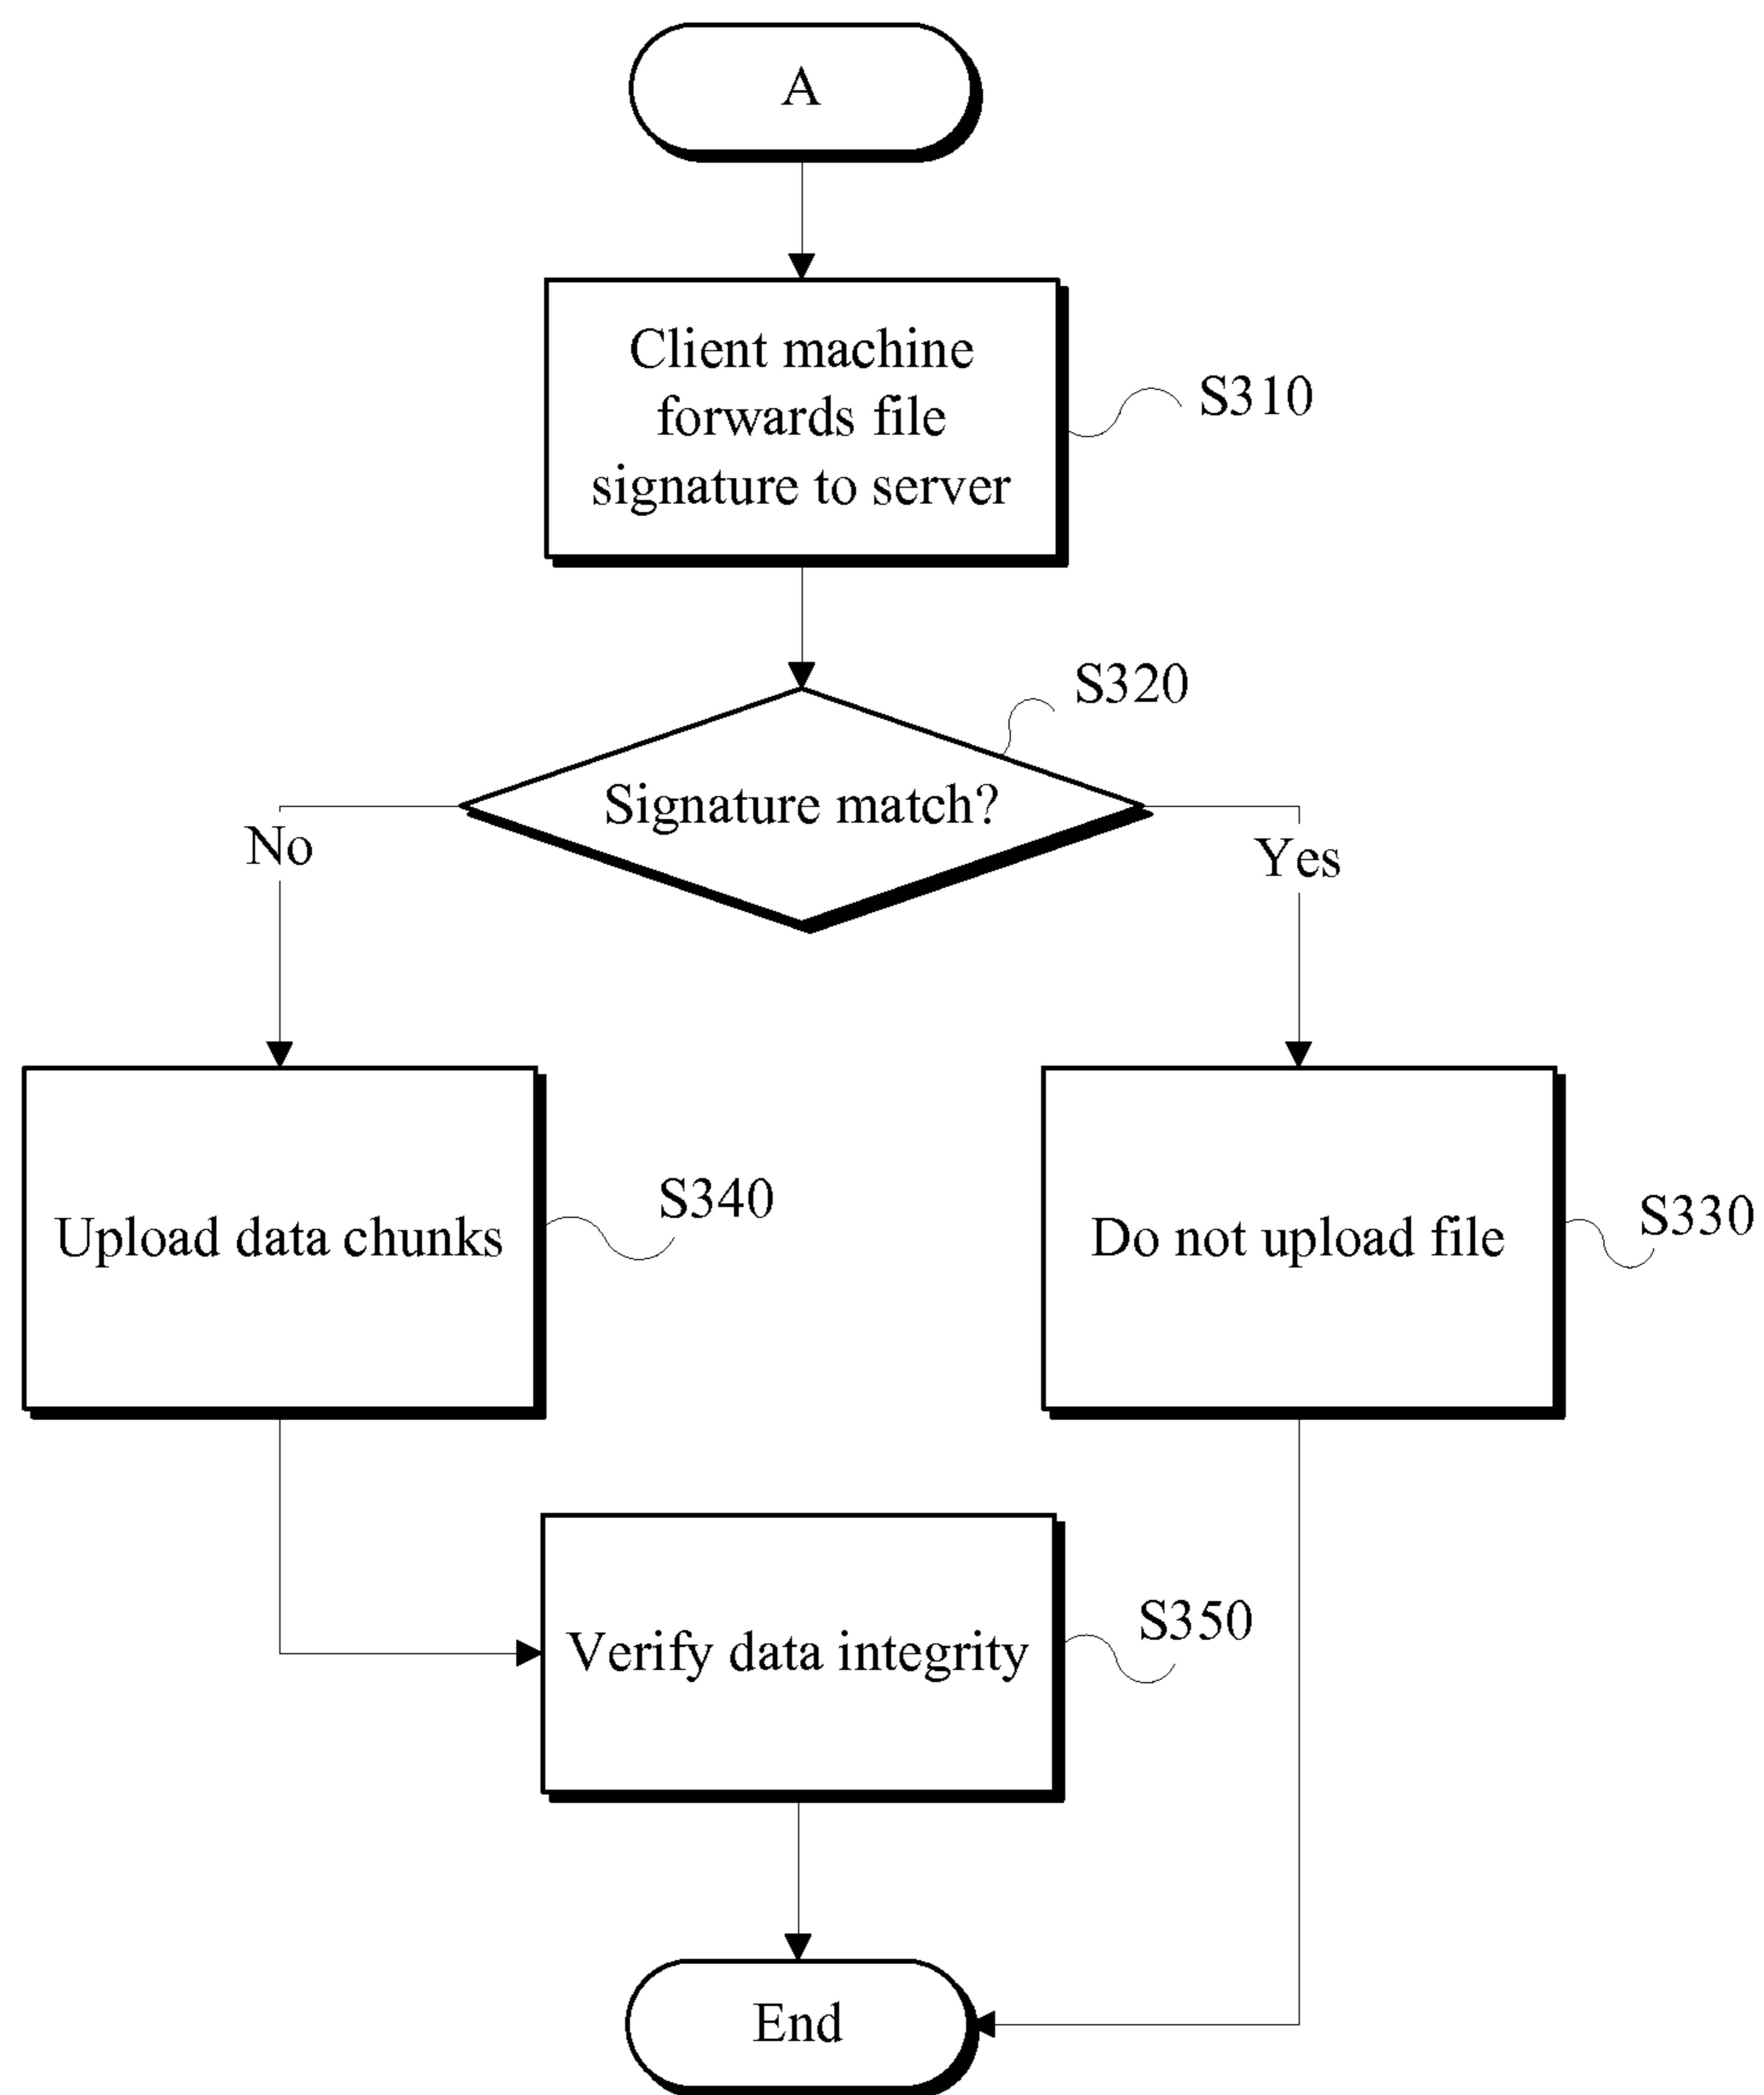 A
Client machine
forwards file
signature to server
S310
S320
Signature match?
No
Yes
Upload data chunks
S340
Do not upload file
S330
Verify data integrity
S350
End